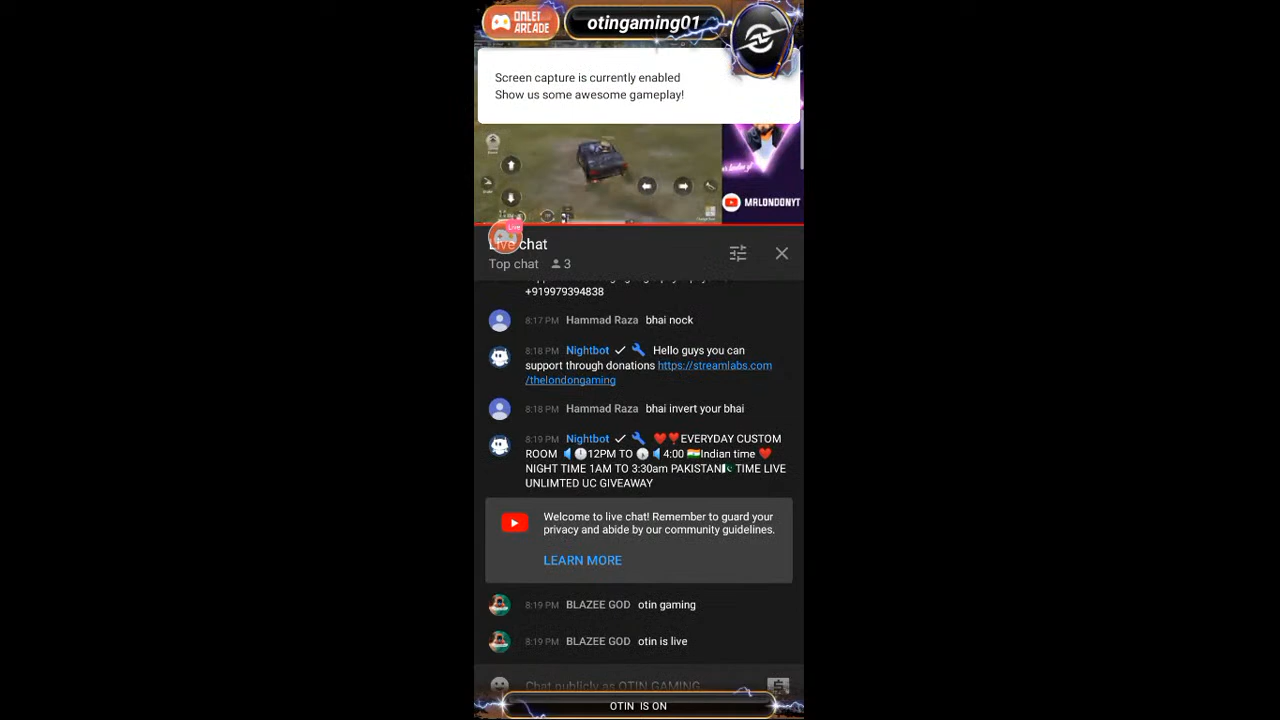 OMLET
ARCADE
otingaming01
Screen capture is currently enabled
Show us some awesome gameplay!
MRLONDONYT
Live
Live chat
Top chat 3
+919979394838
8:17 PM Hammad Raza bhai nock
8:18 PM Nightbot Hello guys you can
support through donations https://streamlabs.com
/thelondongaming
8:18 PM Hammad Raza bhai invert your bhai
8:19 PM Nightbot ❤️❣️EVERYDAY CUSTOM
ROOM 🔈🕛12PM TO 🕟🔈4:00 🇮🇳Indian time ❤️
NIGHT TIME 1AM TO 3:30am PAKISTAN🇵🇰TIME LIVE
UNLIMTED UC GIVEAWAY
Welcome to live chat! Remember to guard your
privacy and abide by our community guidelines.
LEARN MORE
8:19 PM BLAZEE GOD otin gaming
8:19 PM BLAZEE GOD otin is live
Chat publicly as OTIN GAMING
OTIN IS ON